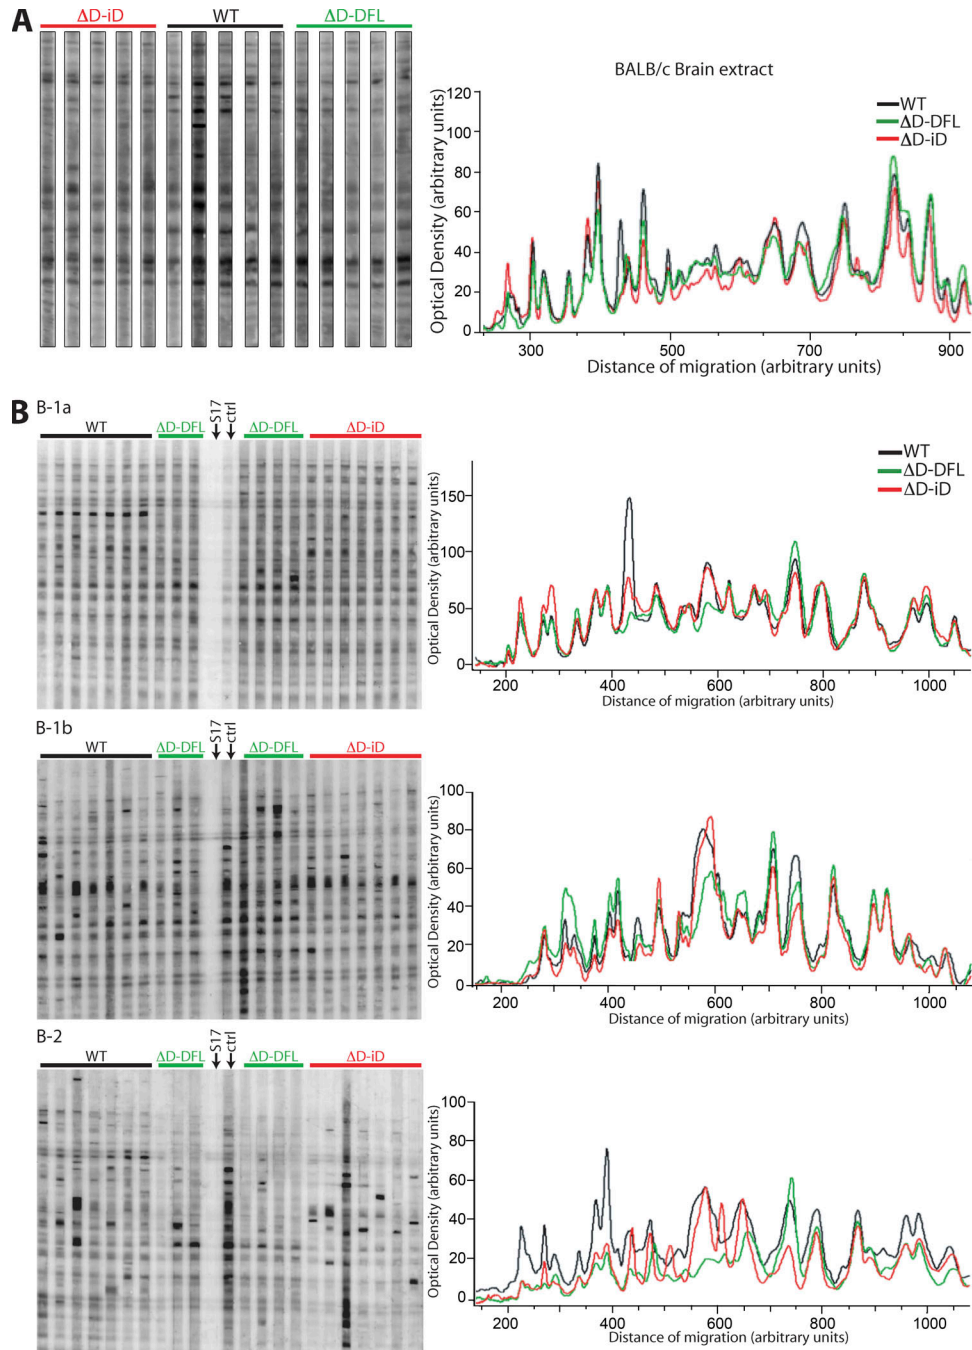 A
ΔD-iD WT ΔD-DFL
BALB/c Brain extract
WT
ΔD-DFL
ΔD-iD
Optical Density (arbitrary units)
120
100
80
60
40
20
0
300 500 700 900
Distance of migration (arbitrary units)
B
B-1a
WT ΔD-DFL S17 ctrl ΔD-DFL ΔD-iD
WT
ΔD-DFL
ΔD-iD
Optical Density (arbitrary units)
150
100
50
0
200 400 600 800 1000
Distance of migration (arbitrary units)
B-1b
WT ΔD-DFL S17 ctrl ΔD-DFL ΔD-iD
Optical Density (arbitrary units)
100
80
60
40
20
0
200 400 600 800 1000
Distance of migration (arbitrary units)
B-2
WT ΔD-DFL S17 ctrl ΔD-DFL ΔD-iD
Optical Density (arbitrary units)
100
80
60
40
20
0
200 400 600 800 1000
Distance of migration (arbitrary units)